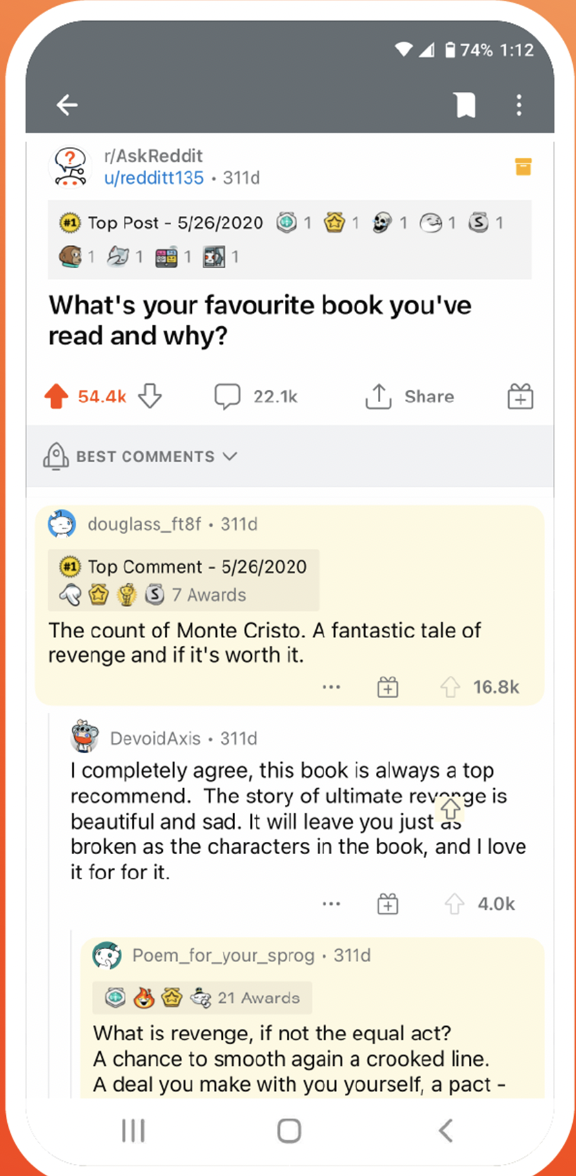 74% 1:12
r/AskReddit
u/redditt135 • 311d
#1 Top Post - 5/26/2020 1 1 1 1 1
1 1 1 1
What's your favourite book you've
read and why?
54.4k 22.1k Share
BEST COMMENTS
douglass_ft8f • 311d
#1 Top Comment - 5/26/2020
S 7 Awards
The count of Monte Cristo. A fantastic tale of
revenge and if it's worth it.
16.8k
DevoidAxis • 311d
I completely agree, this book is always a top
recommend. The story of ultimate revenge is
beautiful and sad. It will leave you just as
broken as the characters in the book, and I love
it for for it.
4.0k
Poem_for_your_sprog • 311d
21 Awards
What is revenge, if not the equal act?
A chance to smooth again a crooked line.
A deal you make with you yourself, a pact -